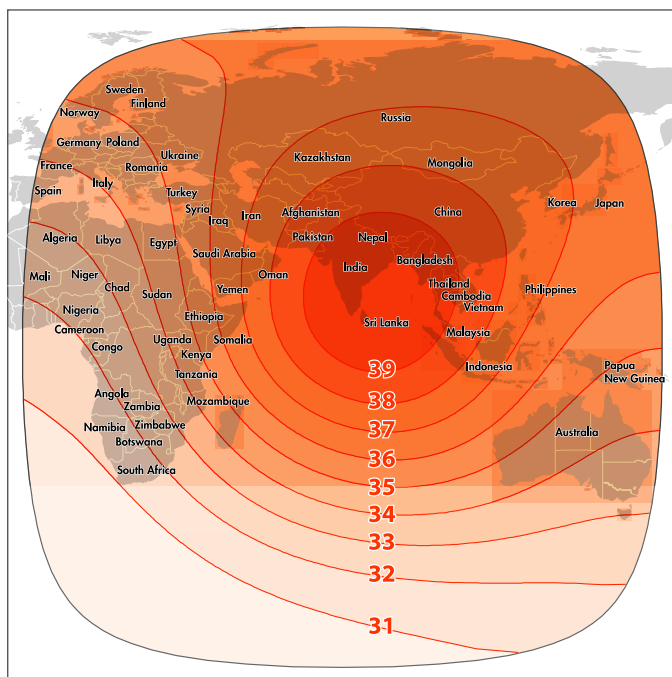 Sweden
Finland
Norway
Russia
Germany Poland
Ukraine
Kazakhstan
Mongolia
France
Romania
Spain
Italy
Turkey
Syria
Iraq
Iran
Afghanistan
China
Korea
Japan
Algeria
Libya
Egypt
Saudi Arabia
Pakistan
Nepal
Bangladesh
India
Mali
Niger
Chad
Sudan
Yemen
Oman
Thailand
Cambodia
Vietnam
Philippines
Nigeria
Cameroon
Congo
Ethiopia
Uganda
Kenya
Somalia
Sri Lanka
Malaysia
Indonesia
Papua
New Guinea
Tanzania
Angola
Zambia
Mozambique
Namibia
Zimbabwe
Botswana
South Africa
Australia
39
38
37
36
35
34
33
32
31